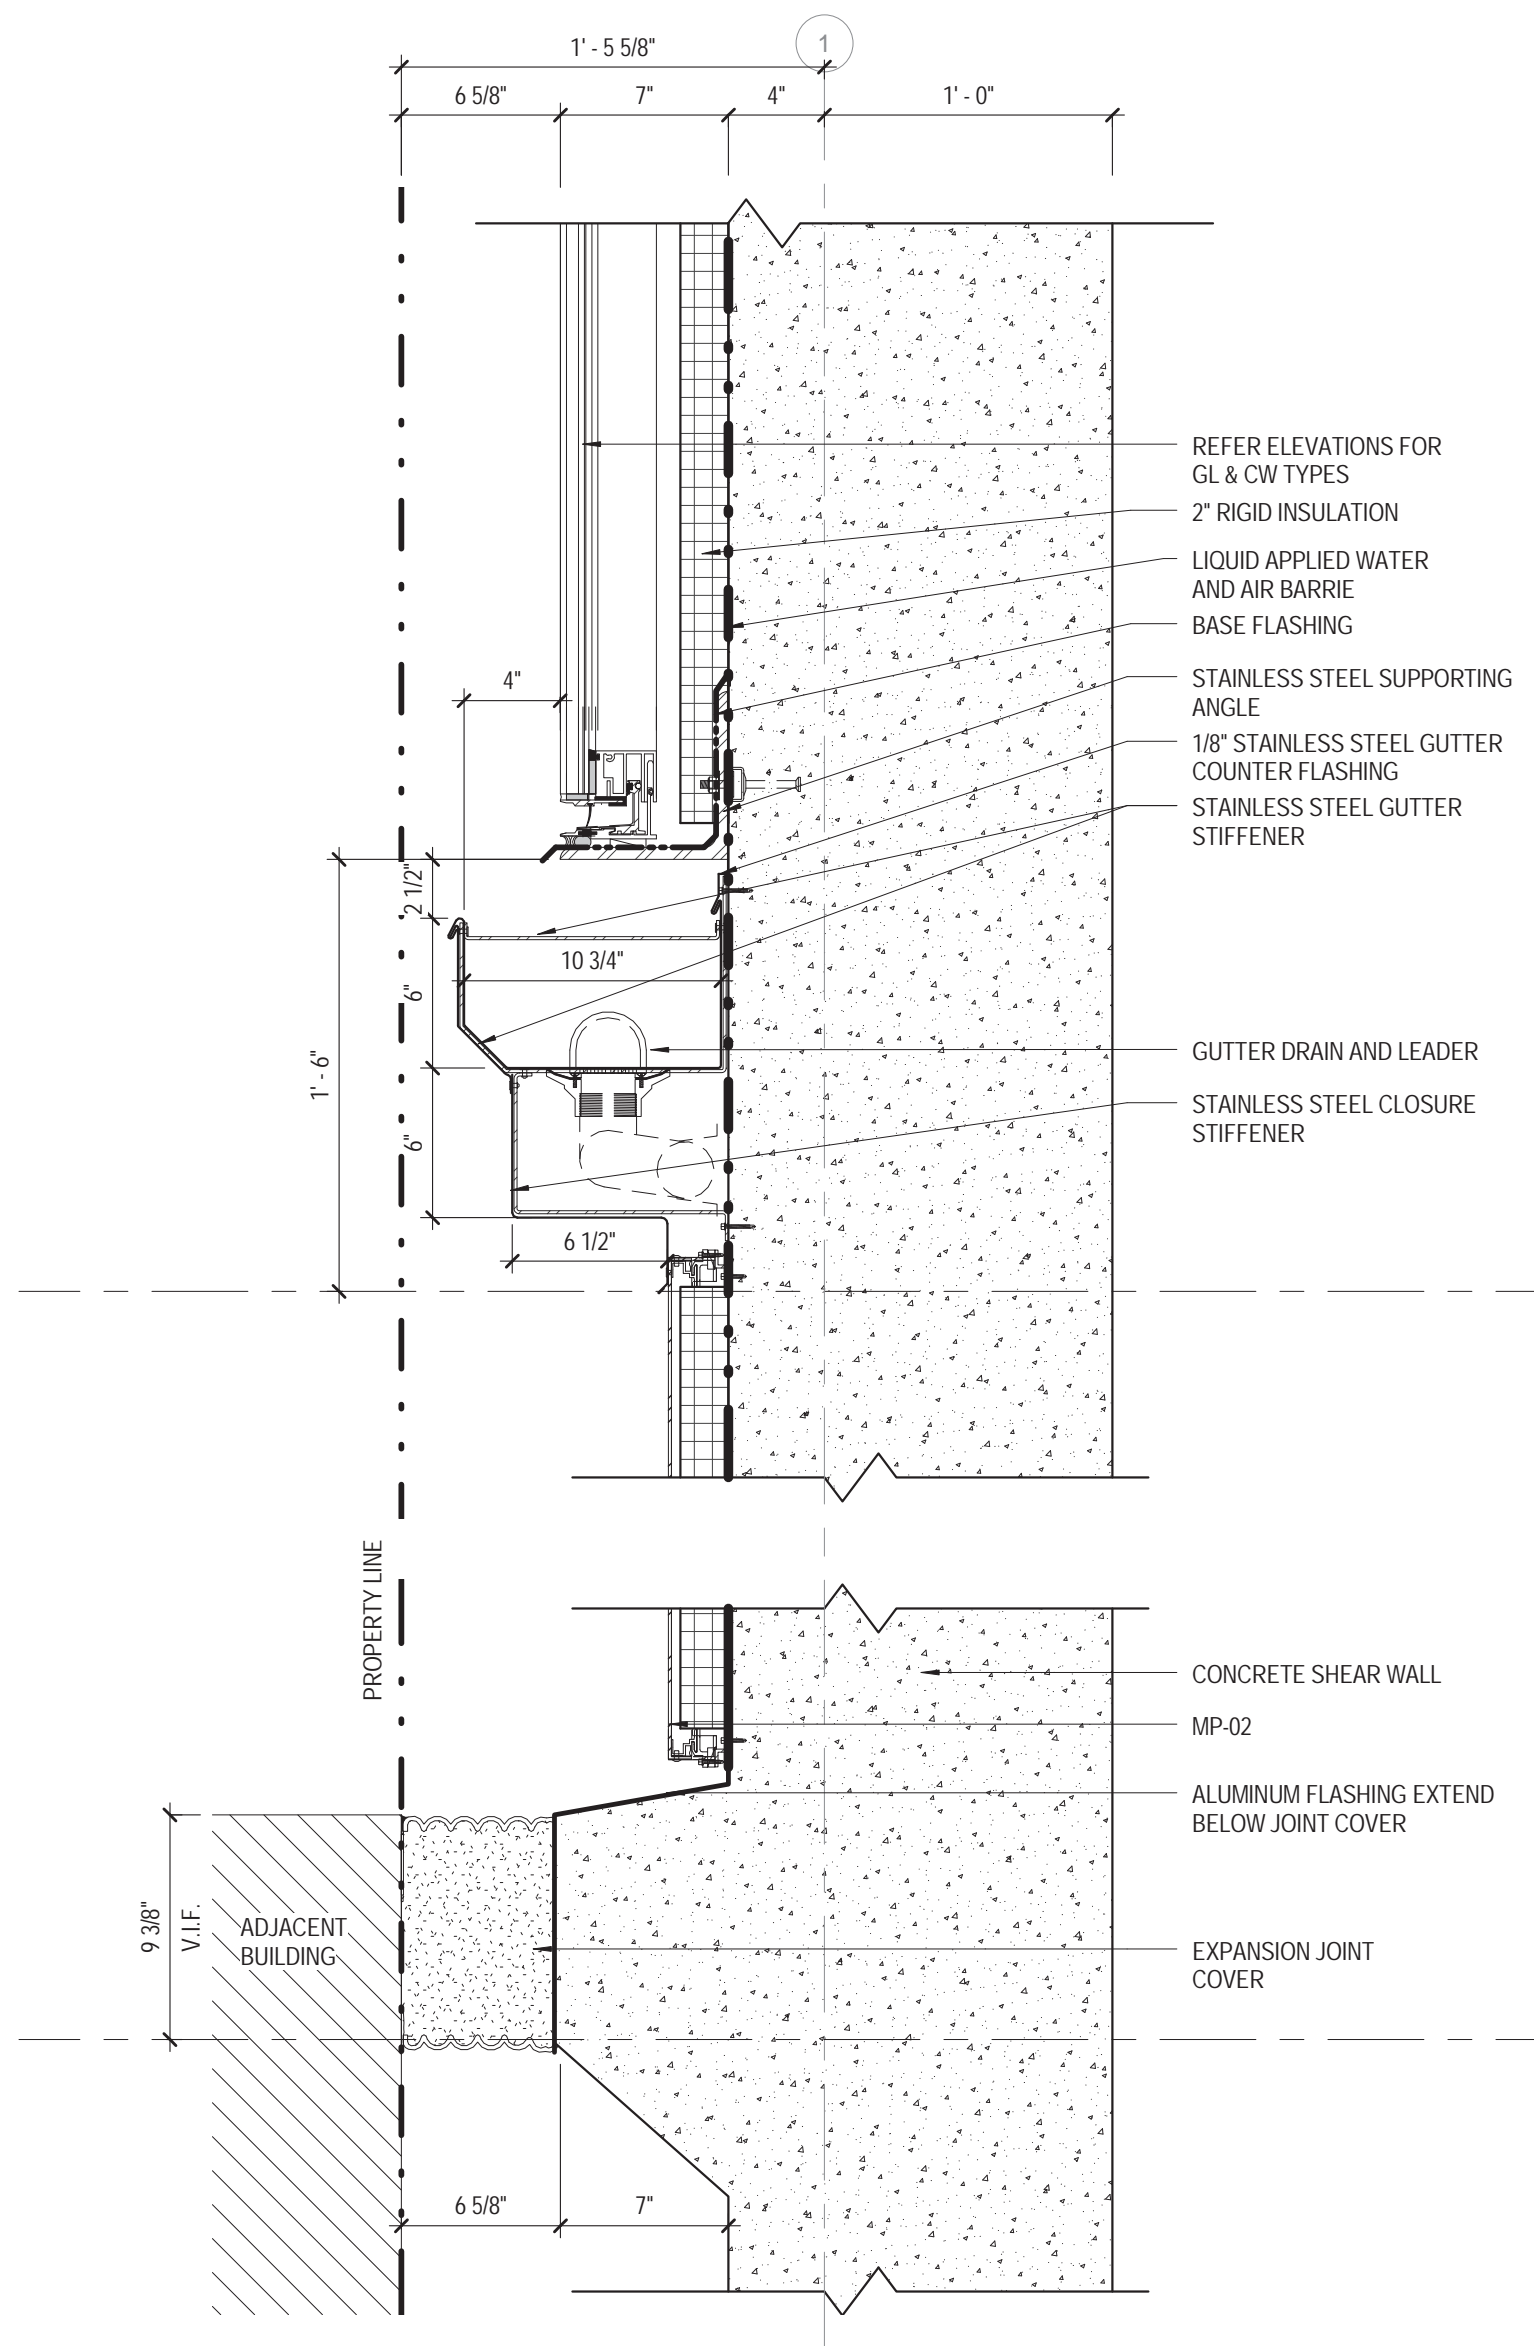 1' - 5 5/8"
1
6 5/8"
7"
4"
1' - 0"
REFER ELEVATIONS FOR
GL & CW TYPES
2" RIGID INSULATION
LIQUID APPLIED WATER
AND AIR BARRIE
BASE FLASHING
4"
STAINLESS STEEL SUPPORTING
ANGLE
1/8" STAINLESS STEEL GUTTER
COUNTER FLASHING
STAINLESS STEEL GUTTER
STIFFENER
2 1/2"
10 3/4"
6"
1' - 6"
GUTTER DRAIN AND LEADER
STAINLESS STEEL CLOSURE
STIFFENER
6"
6 1/2"
PROPERTY LINE
CONCRETE SHEAR WALL
MP-02
ALUMINUM FLASHING EXTEND
BELOW JOINT COVER
9 3/8"
V.I.F.
ADJACENT
BUILDING
EXPANSION JOINT
COVER
6 5/8"
7"